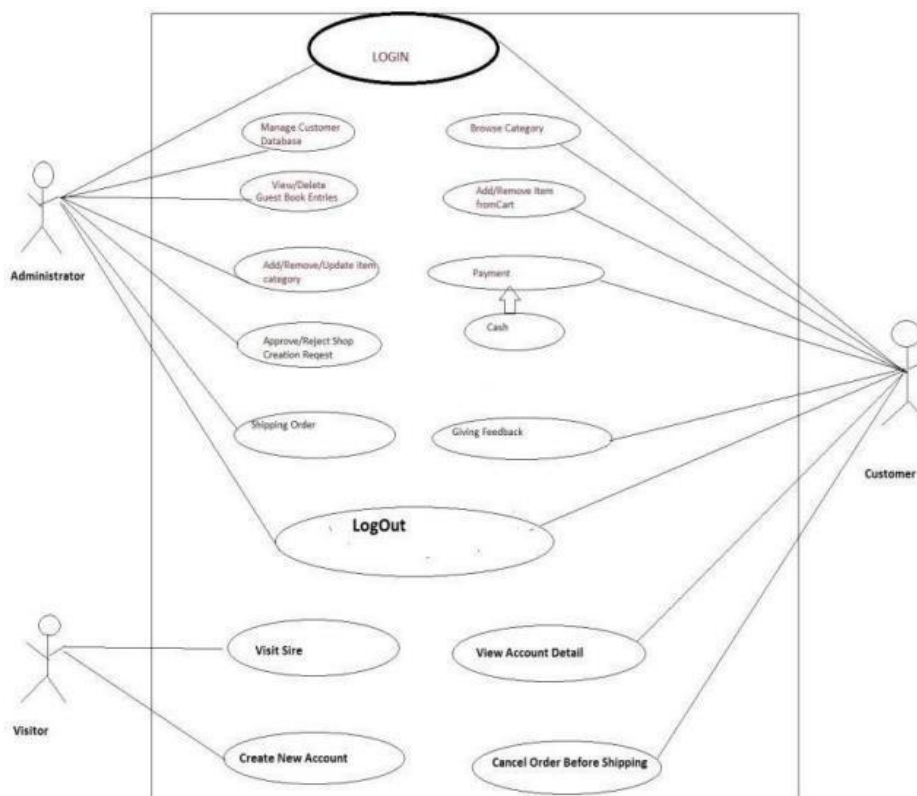 LOGIN
Manage Customer
Database
Browse Category
View/Delete
Guest Book Entries
Add/Remove Item
fromCart
Administrator
Add/Remove/Update item
category
Payment
Cash
Approve/Reject Shop
Creation Reqest
Shipping Order
Giving Feedback
Customer
LogOut
Visit Sire
View Account Detail
Visitor
Create New Account
Cancel Order Before Shipping